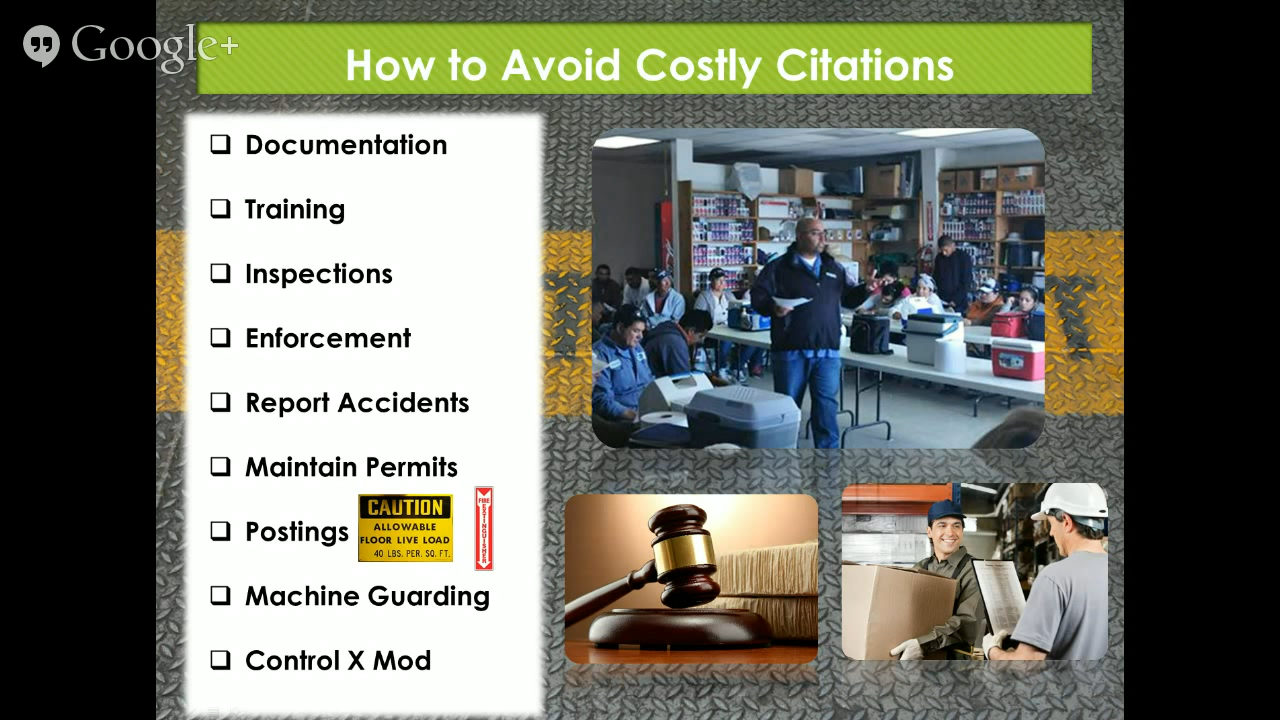 Google+
How to Avoid Costly Citations
Documentation
Training
Inspections
Enforcement
Report Accidents
Maintain Permits
Postings
CAUTION
ALLOWABLE
FLOOR LIVE LOAD
40 LBS. PER. SQ. FT.
FIRE EXTINGUISHER
Machine Guarding
Control X Mod